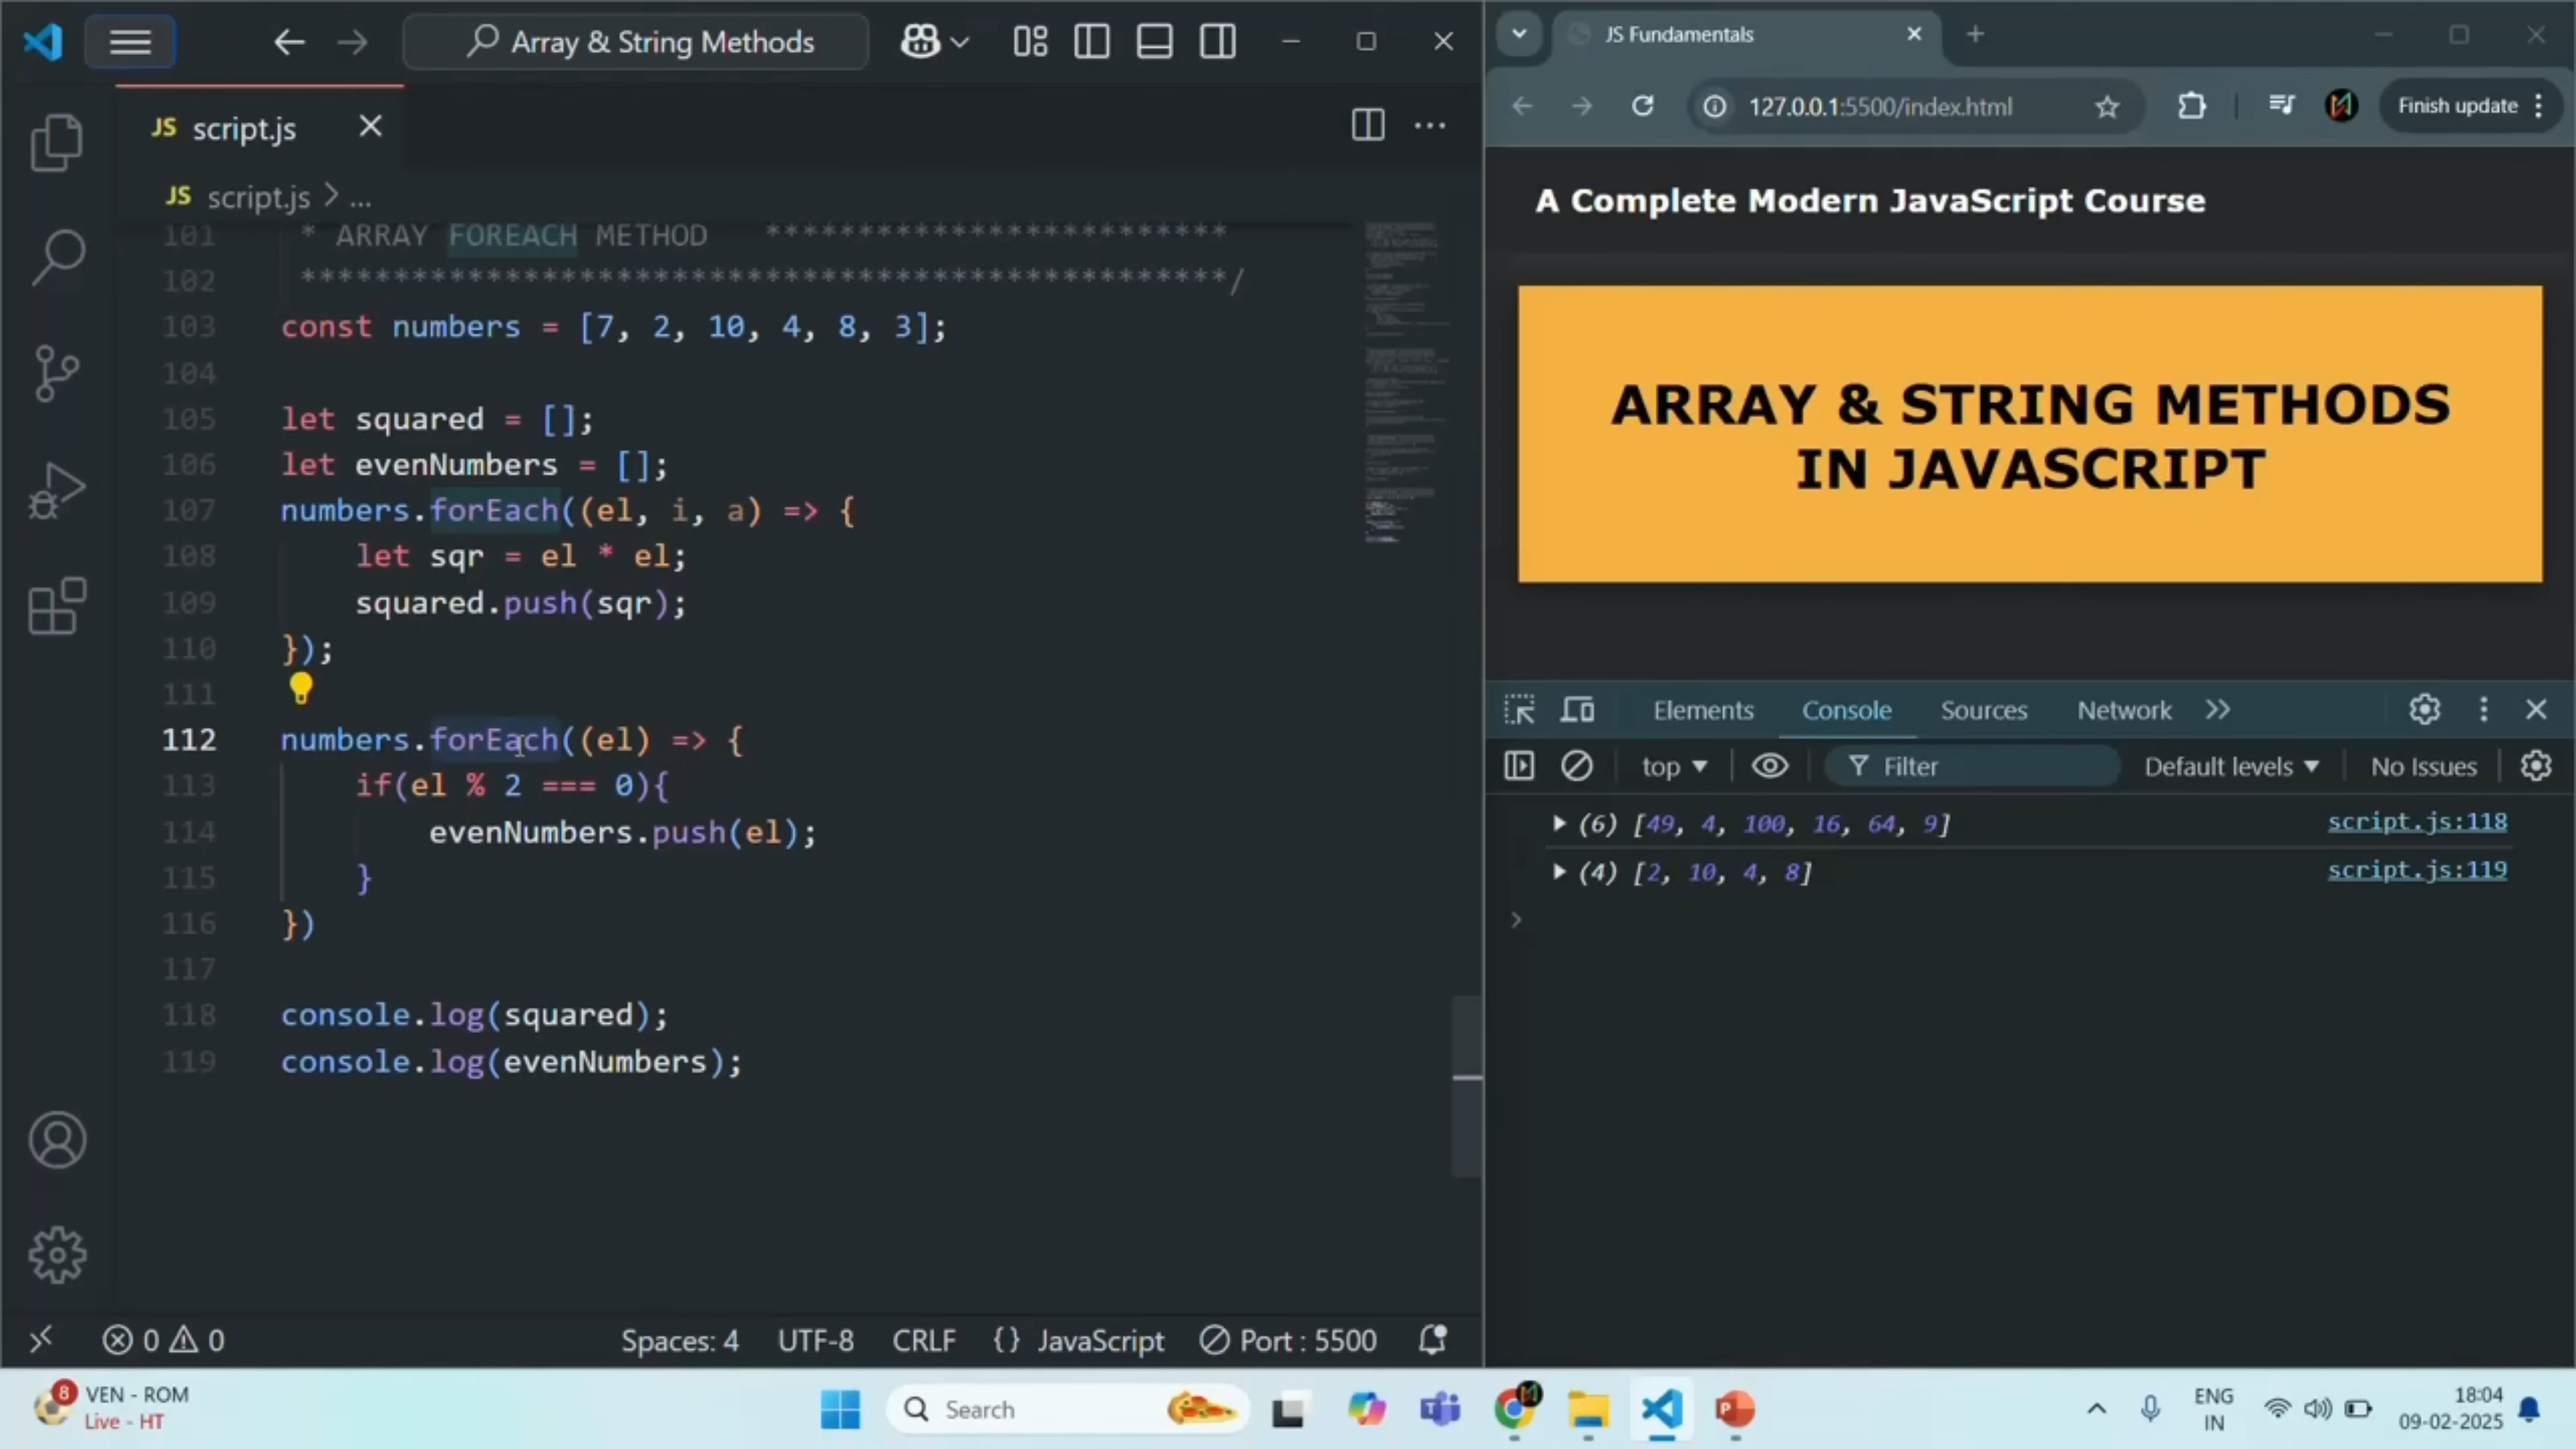 Array & String Methods
JS script.js
JS script.js > ...
101 * ARRAY FOREACH METHOD *************************
102 **************************************************/
103 const numbers = [7, 2, 10, 4, 8, 3];
104
105 let squared = [];
106 let evenNumbers = [];
107 numbers.forEach((el, i, a) => {
108 let sqr = el * el;
109 squared.push(sqr);
110 });
111
112 numbers.forEach((el) => {
113 if(el % 2 === 0){
114 evenNumbers.push(el);
115 }
116 })
117
118 console.log(squared);
119 console.log(evenNumbers);
0 0 Spaces: 4 UTF-8 CRLF {} JavaScript Port : 5500
JS Fundamentals
127.0.0.1:5500/index.html Finish update
A Complete Modern JavaScript Course
ARRAY & STRING METHODS
IN JAVASCRIPT
Elements Console Sources Network
top Filter Default levels No Issues
(6) [49, 4, 100, 16, 64, 9] script.js:118
(4) [2, 10, 4, 8] script.js:119
8 VEN - ROM
Live - HT
Search
ENG
IN
18:04
09-02-2025